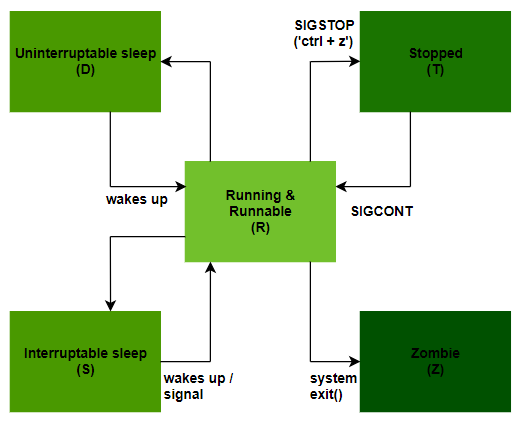 Uninterruptable sleep
(D)
SIGSTOP
('ctrl + z')
Stopped
(T)
wakes up
Running &
Runnable
(R)
SIGCONT
Interruptable sleep
(S)
wakes up /
signal
system
exit()
Zombie
(Z)